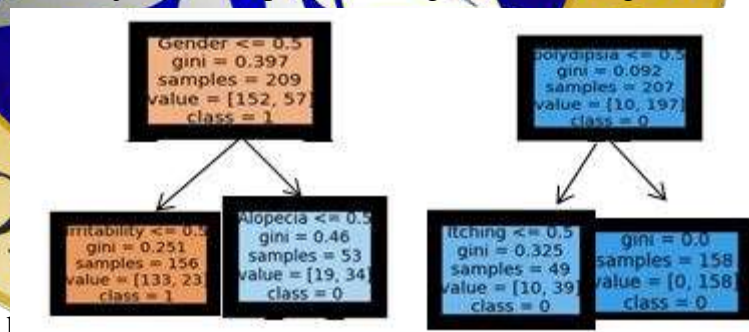 Gender <= 0.5
gini = 0.397
samples = 209
value = [152, 57]
class = 1
polydipsia <= 0.5
gini = 0.092
samples = 207
value = [10, 197]
class = 0
Irritability <= 0.5
gini = 0.251
samples = 156
value = [133, 23]
class = 1
Alopecia <= 0.5
gini = 0.46
samples = 53
value = [19, 34]
class = 0
Itching <= 0.5
gini = 0.325
samples = 49
value = [10, 39]
class = 0
gini = 0.0
samples = 158
value = [0, 158]
class = 0